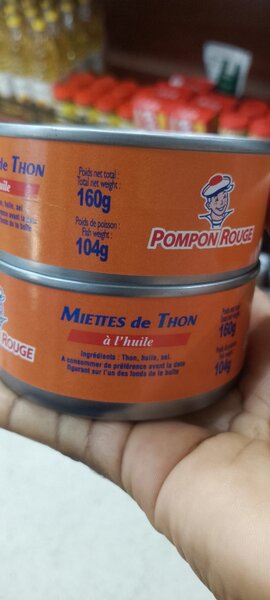 de THON
huile
Poids net total :
Total net weight :
160g
Poids de poisson :
Fish weight :
104g
POMPON ROUGE
ROUGE
MIETTES de THON
à l'huile
Ingrédients : Thon, huile, sel.
A consommer de préférence avant la date
figurant sur l'un des fonds de la boîte
160g
104g